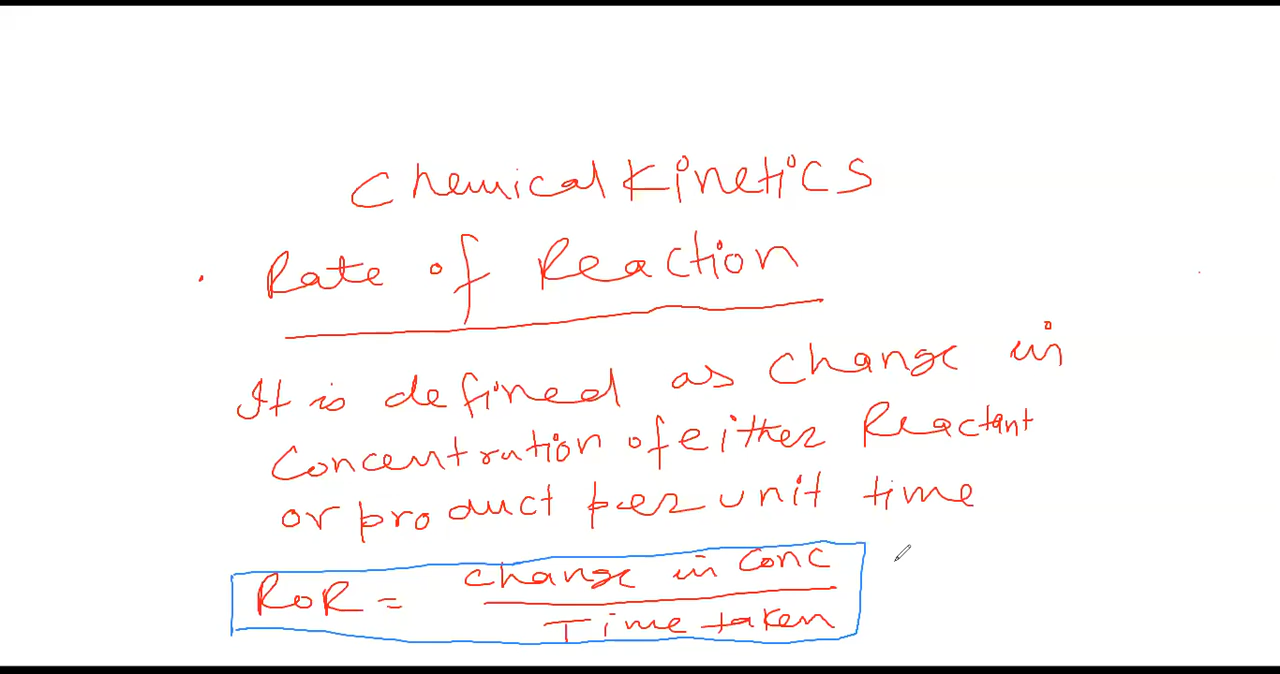 Chemical Kinetics
Rate of Reaction
It is defined as change in
concentration of either Reactant
or product per unit time
ROR = change in conc
Time taken